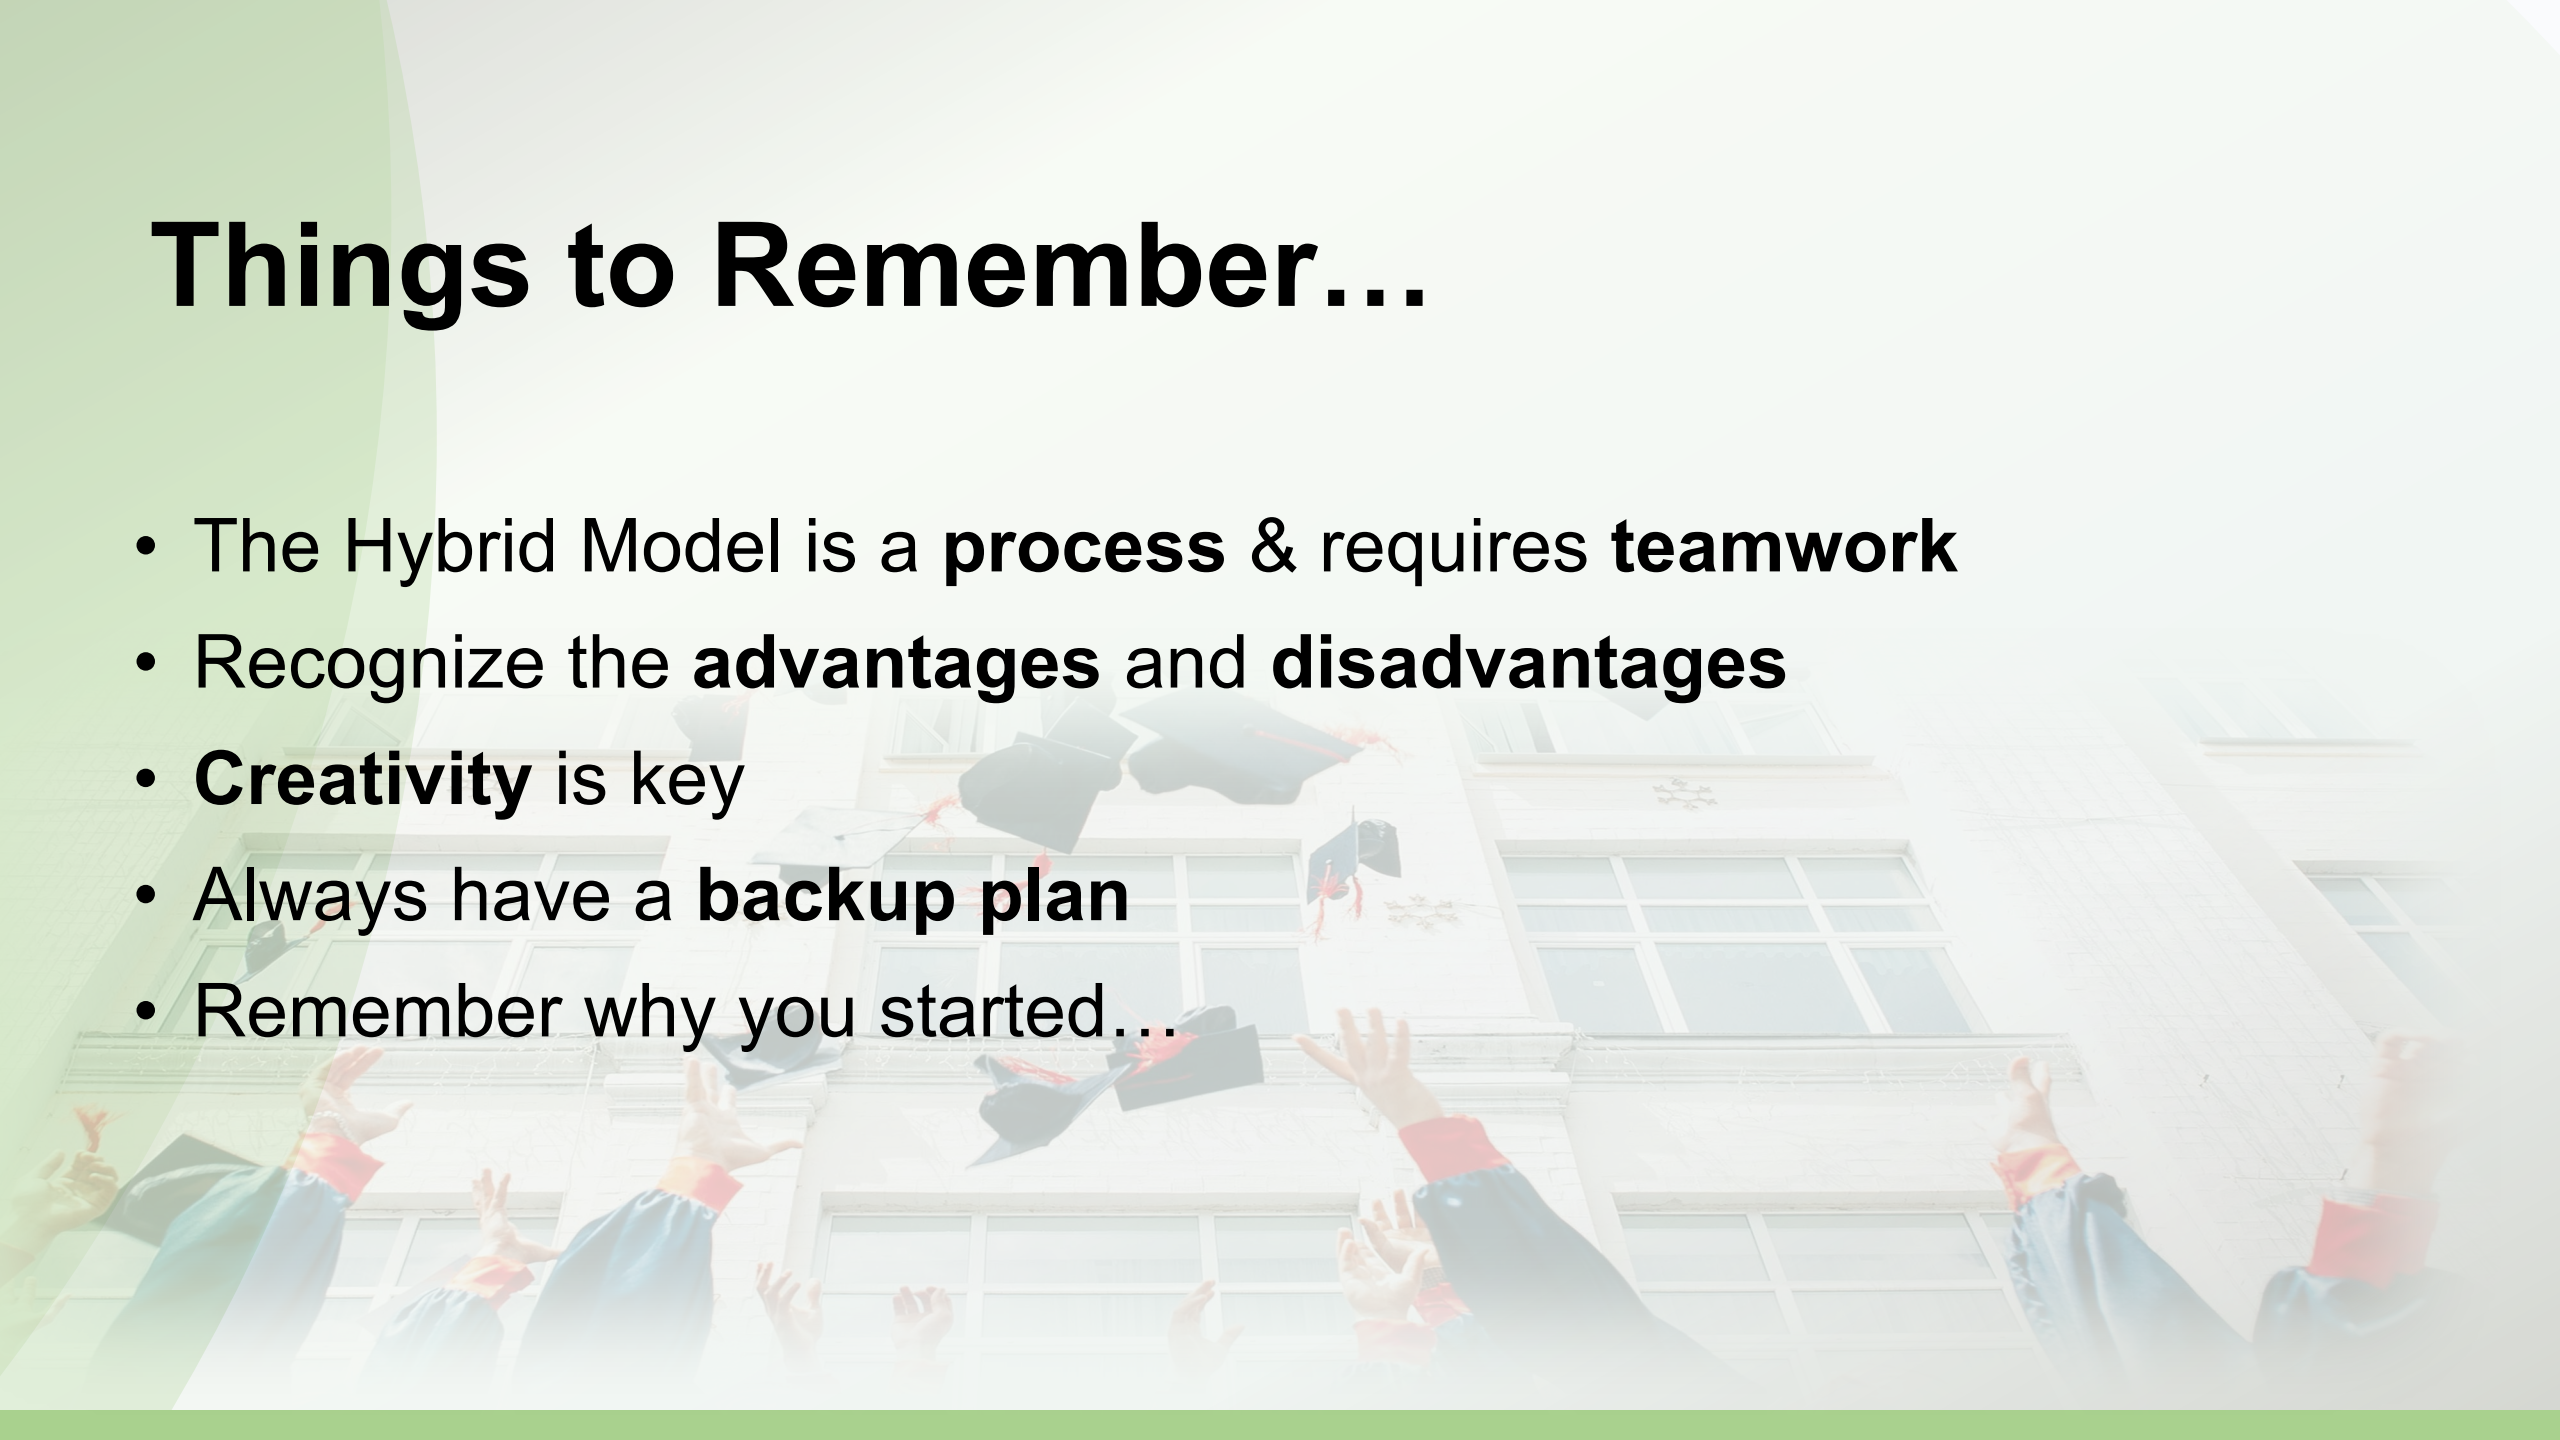 Things to Remember…
• The Hybrid Model is a process & requires teamwork
• Recognize the advantages and disadvantages
• Creativity is key
• Always have a backup plan
• Remember why you started…